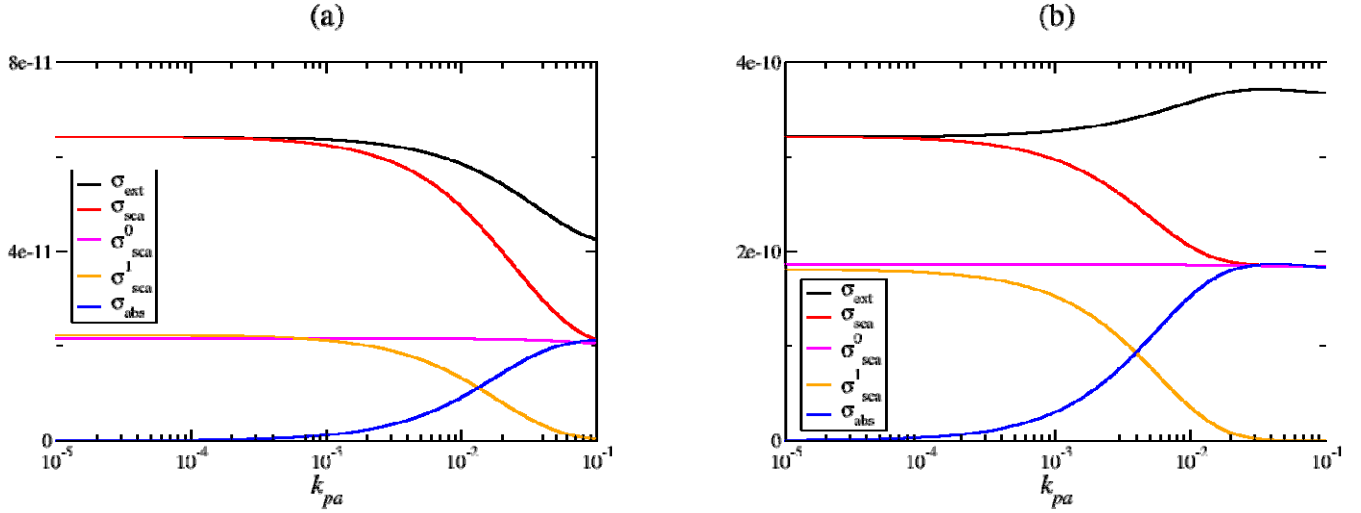 (a)
8e-11
4e-11
0
σext
σsca
σ⁰sca
σ¹sca
σabs
10⁻⁵ 10⁻⁴ 10⁻³ 10⁻² 10⁻¹
kpa
(b)
4e-10
2e-10
0
σext
σsca
σ⁰sca
σ¹sca
σabs
10⁻⁵ 10⁻⁴ 10⁻³ 10⁻² 10⁻¹
kpa